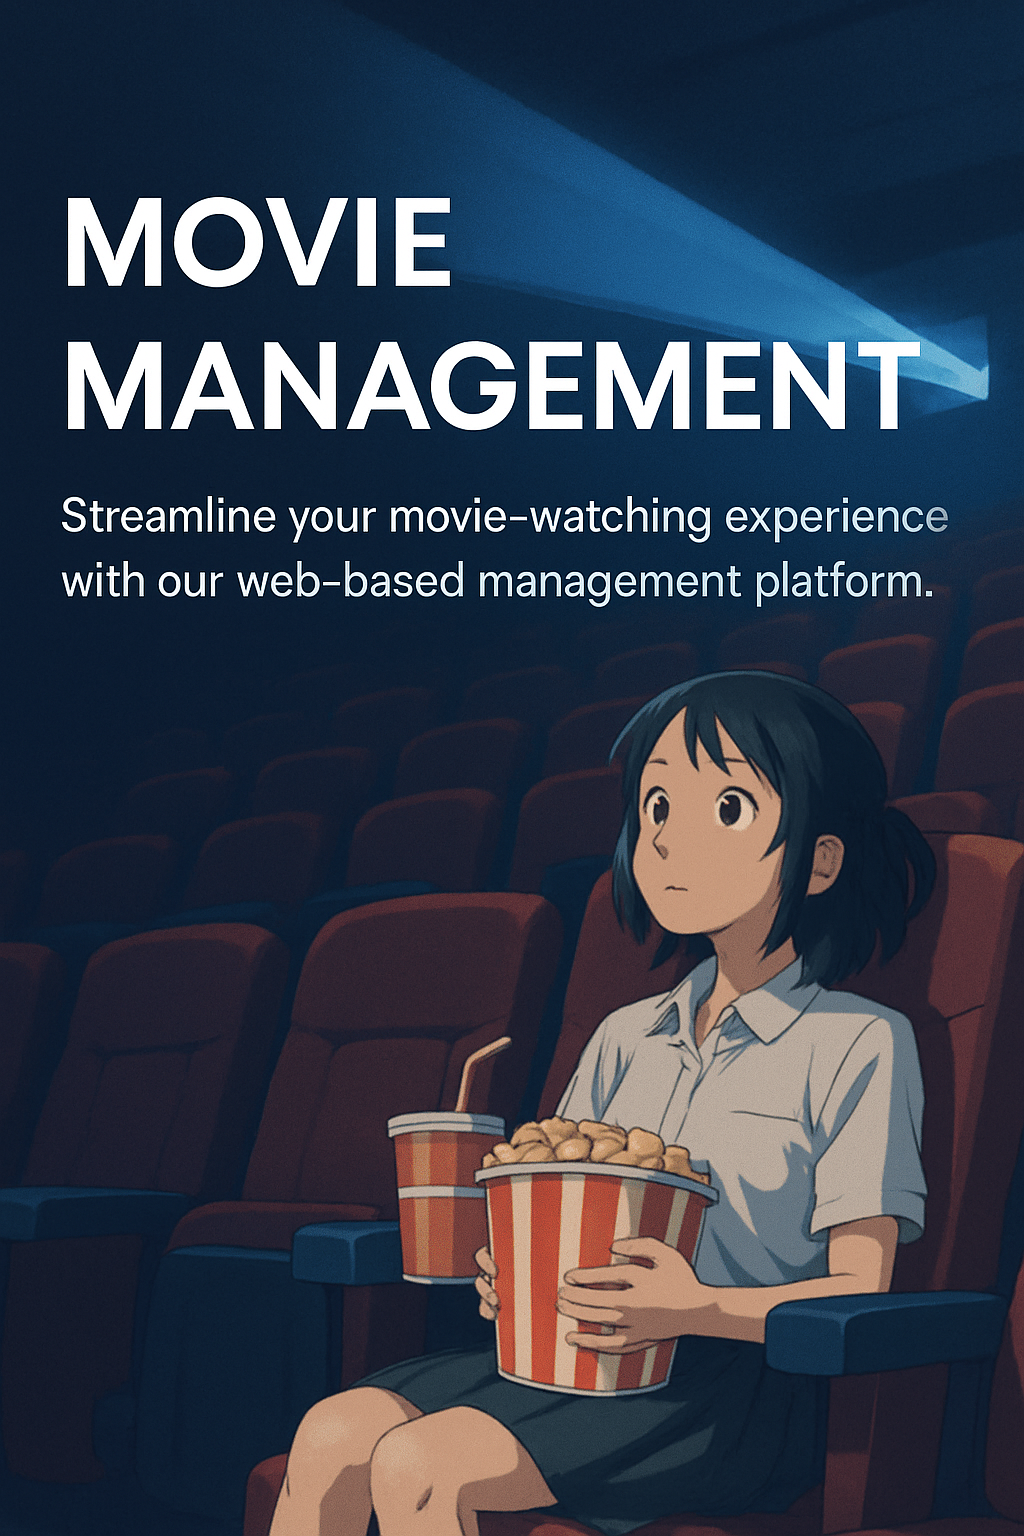 MOVIE
MANAGEMENT
Streamline your movie-watching experience
with our web-based management platform.